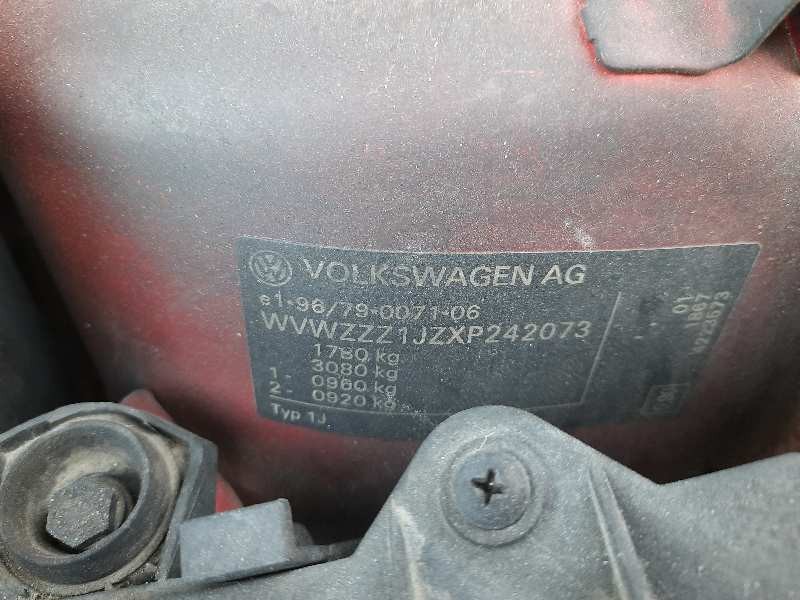 VOLKSWAGEN AG
e1*96/79-0071-06
WVWZZZ1JZXP242073
1780 kg
3080 kg
1- 0960 kg
2- 0920 kg
Typ 1J
01